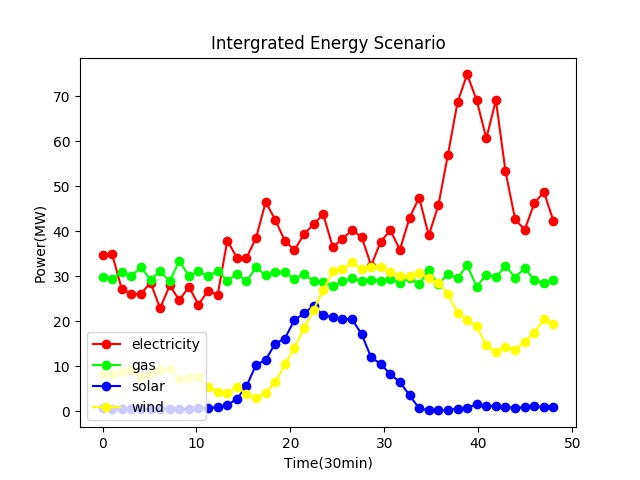 Intergrated Energy Scenario
Power(MW)
70
60
50
40
30
20
10
0
electricity
gas
solar
wind
0 10 20 30 40 50
Time(30min)